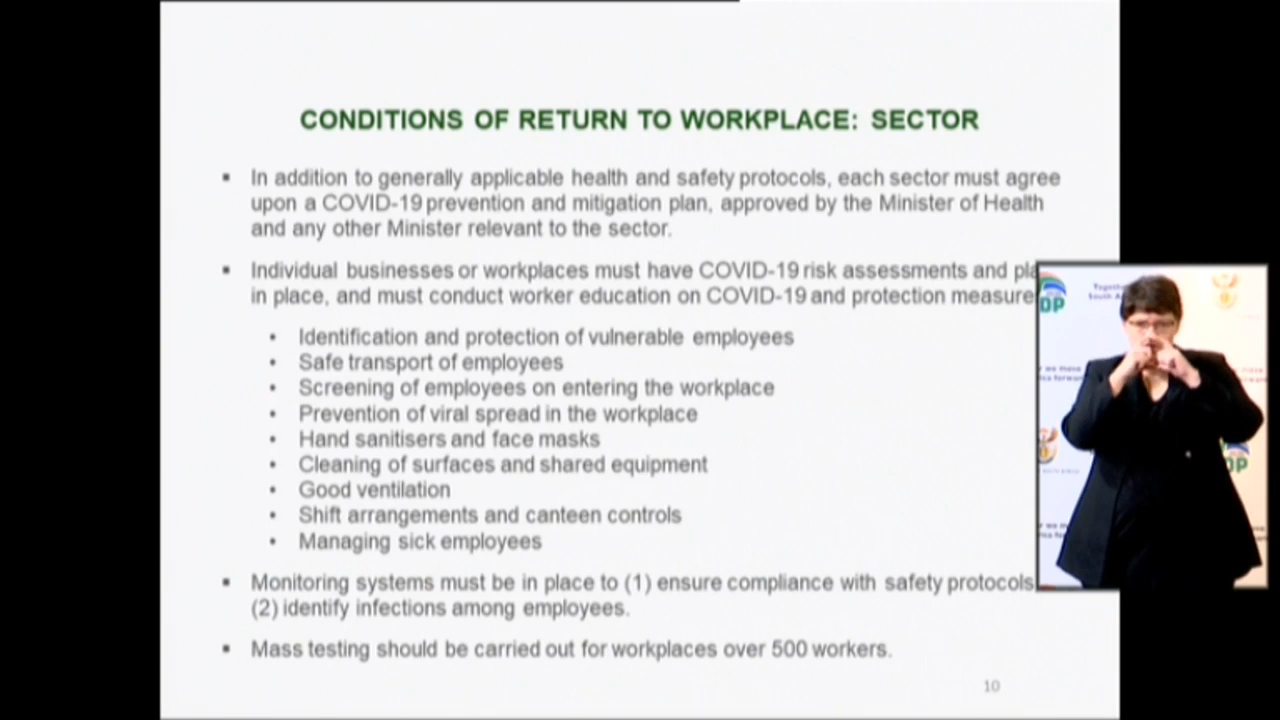 CONDITIONS OF RETURN TO WORKPLACE: SECTOR
▪ In addition to generally applicable health and safety protocols, each sector must agree
upon a COVID-19 prevention and mitigation plan, approved by the Minister of Health
and any other Minister relevant to the sector.
▪ Individual businesses or workplaces must have COVID-19 risk assessments and
in place, and must conduct worker education on COVID-19 and protection measure
• Identification and protection of vulnerable employees
• Safe transport of employees
• Screening of employees on entering the workplace
• Prevention of viral spread in the workplace
• Hand sanitisers and face masks
• Cleaning of surfaces and shared equipment
• Good ventilation
• Shift arrangements and canteen controls
• Managing sick employees
▪ Monitoring systems must be in place to (1) ensure compliance with safety protocols
(2) identify infections among employees.
▪ Mass testing should be carried out for workplaces over 500 workers.
10
DP